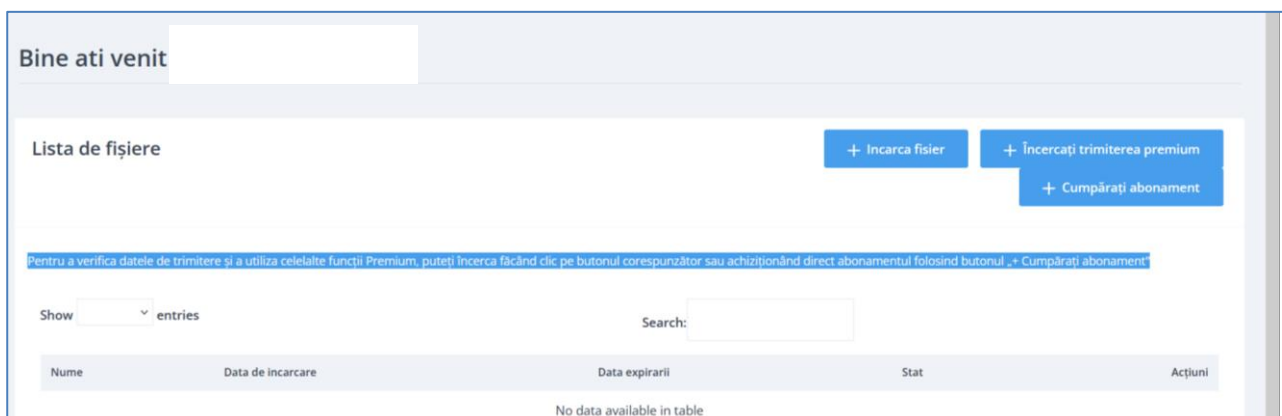 Bine ati venit
Lista de fișiere
+ Incarca fisier
+ Încercați trimiterea premium
+ Cumpărați abonament
Pentru a verifica datele de trimitere și a utiliza celelalte funcții Premium, puteți încerca făcând clic pe butonul corespunzător sau achiziționând direct abonamentul folosind butonul „+ Cumpărați abonament”
Show entries
Search:
Nume Data de incarcare Data expirarii Stat Acțiuni
No data available in table